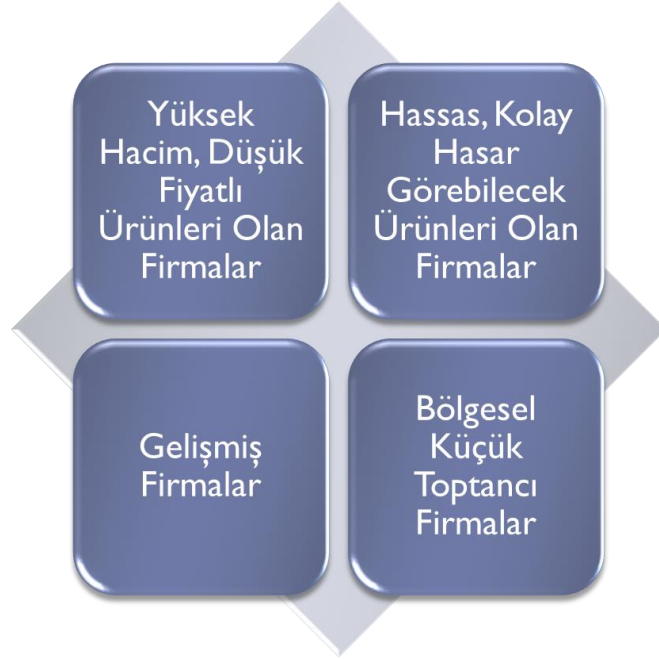 Yüksek
Hacim, Düşük
Fiyatlı
Ürünleri Olan
Firmalar
Hassas, Kolay
Hasar
Görebilecek
Ürünleri Olan
Firmalar
Gelişmiş
Firmalar
Bölgesel
Küçük
Toptancı
Firmalar